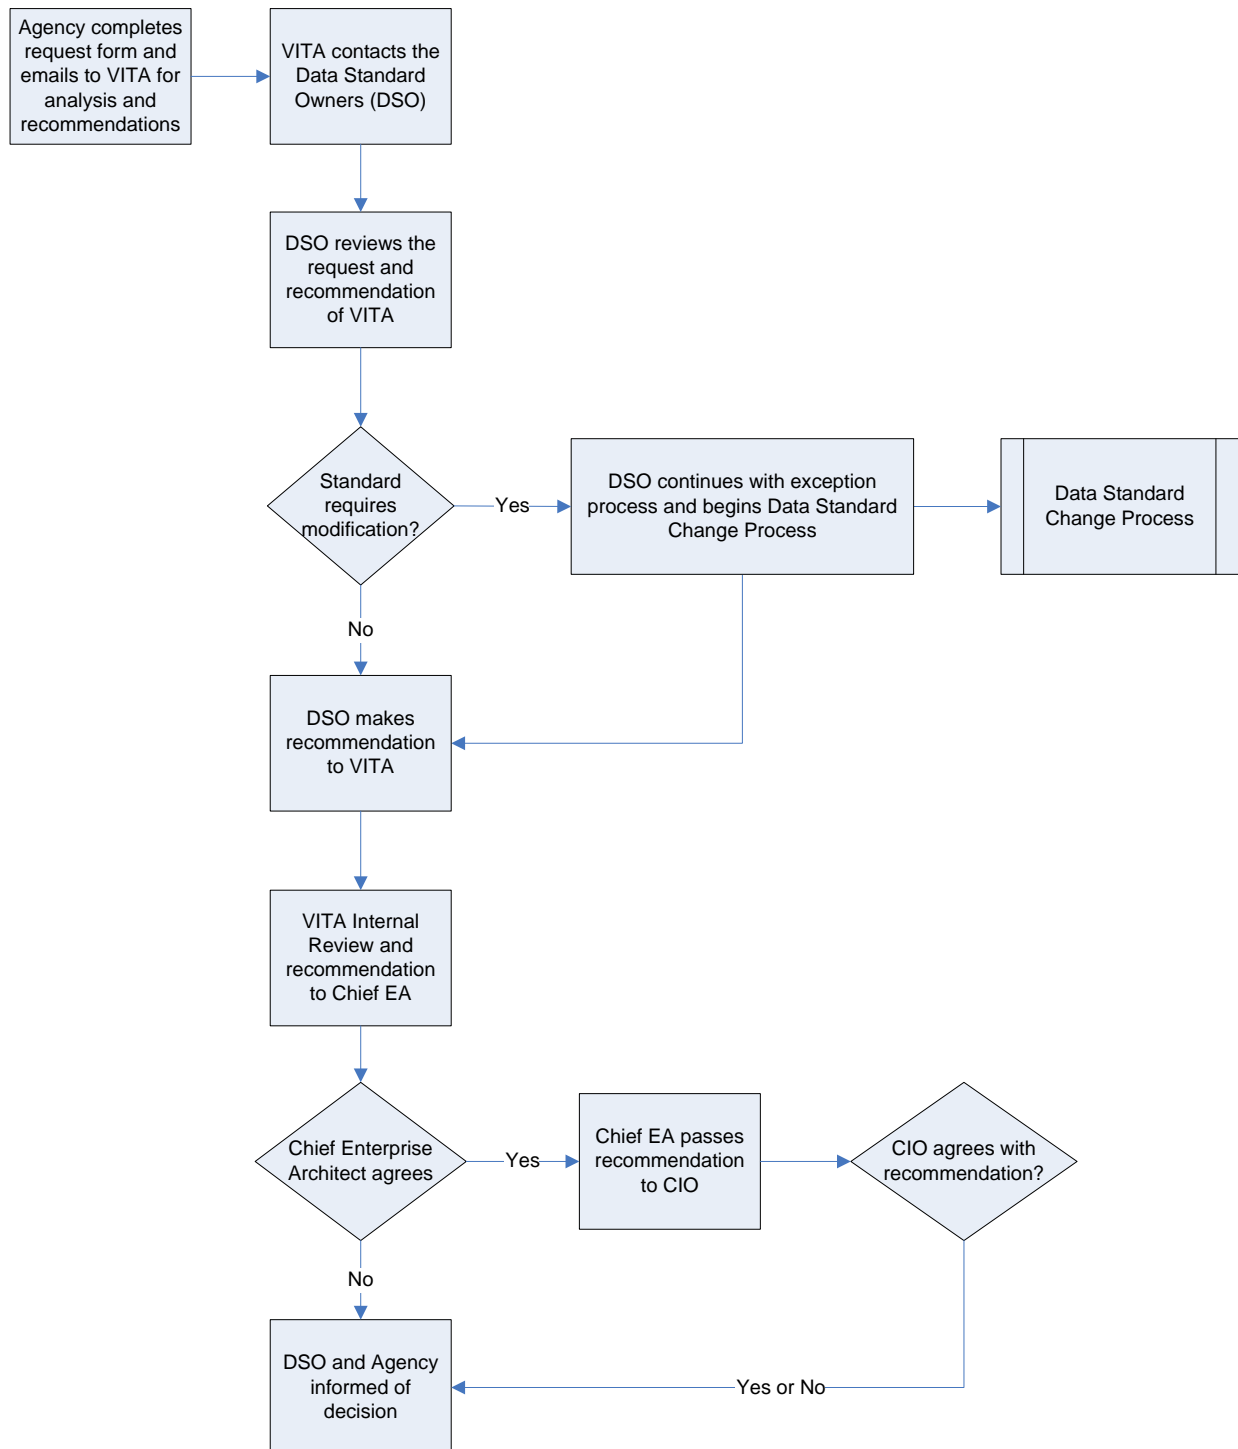 Agency completes
request form and
emails to VITA for
analysis and
recommendations
VITA contacts the
Data Standard
Owners (DSO)
DSO reviews the
request and
recommendation
of VITA
Standard
requires
modification?
Yes
DSO continues with exception
process and begins Data Standard
Change Process
Data Standard
Change Process
No
DSO makes
recommendation
to VITA
VITA Internal
Review and
recommendation
to Chief EA
Chief Enterprise
Architect agrees
Yes
Chief EA passes
recommendation
to CIO
CIO agrees with
recommendation?
No
DSO and Agency
informed of
decision
Yes or No